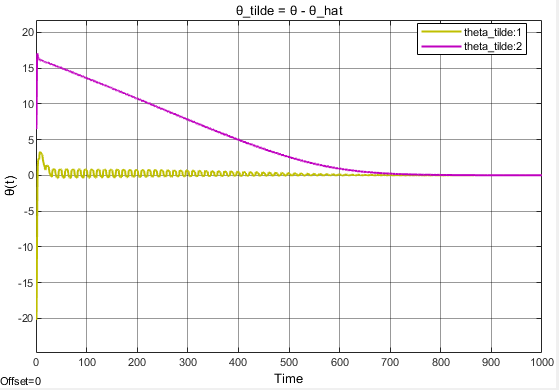 θ_tilde = θ - θ_hat
theta_tilde:1
theta_tilde:2
20
15
10
5
0
-5
-10
-15
-20
θ(t)
0 100 200 300 400 500 600 700 800 900 1000
Time
Offset=0